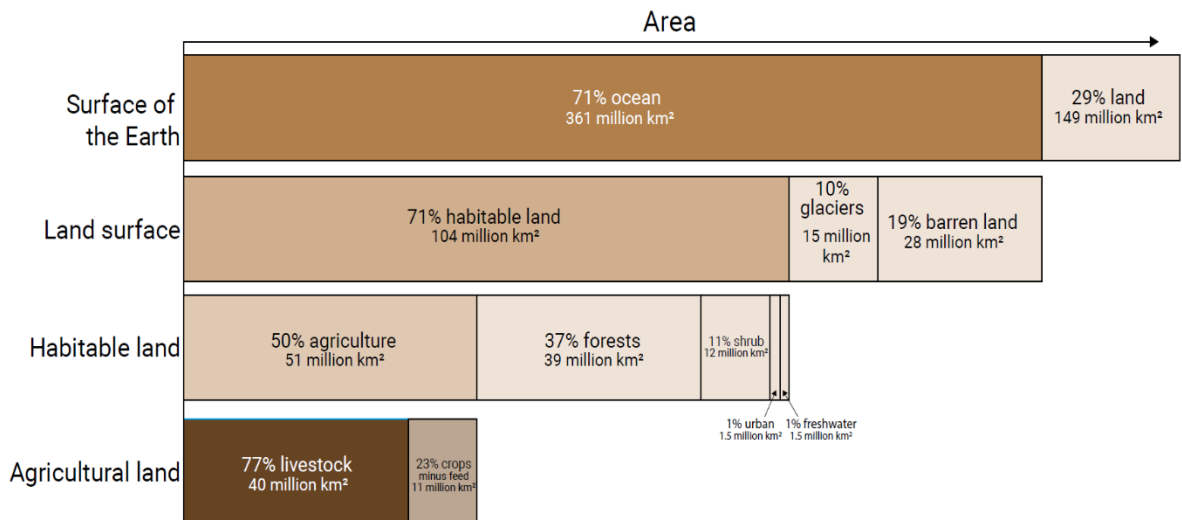 Area
Surface of
the Earth
71% ocean
361 million km²
29% land
149 million km²
Land surface
71% habitable land
104 million km²
10%
glaciers
15 million
km²
19% barren land
28 million km²
Habitable land
50% agriculture
51 million km²
37% forests
39 million km²
11% shrub
12 million km²
1% urban
1.5 million km²
1% freshwater
1.5 million km²
Agricultural land
77% livestock
40 million km²
23% crops
minus feed
11 million km²